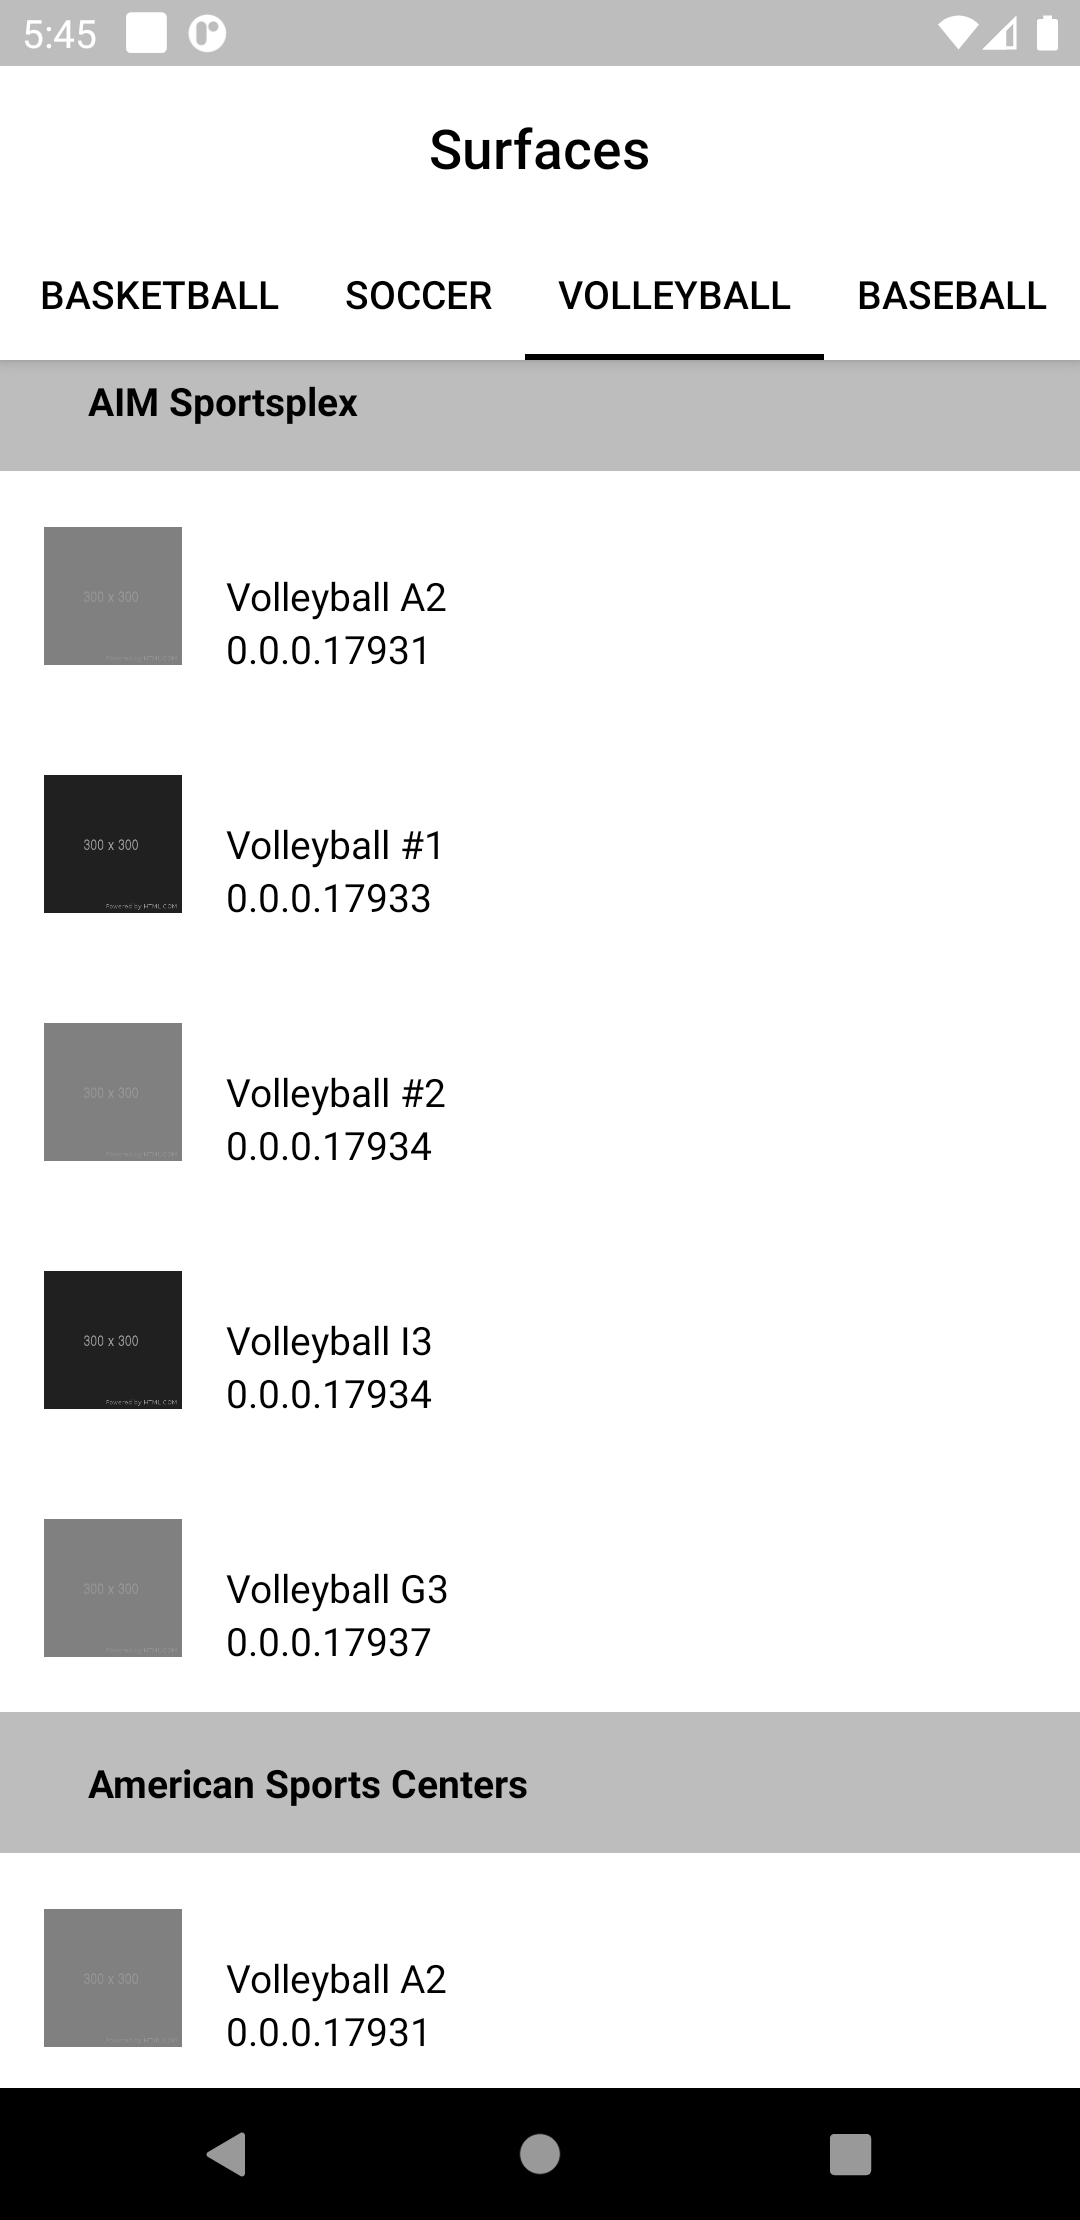 5:45
Surfaces
BASKETBALL SOCCER VOLLEYBALL BASEBALL
AIM Sportsplex
300 x 300
Powered by HTML.COM
Volleyball A2
0.0.0.17931
300 x 300
Powered by HTML.COM
Volleyball #1
0.0.0.17933
300 x 300
Powered by HTML.COM
Volleyball #2
0.0.0.17934
300 x 300
Powered by HTML.COM
Volleyball I3
0.0.0.17934
300 x 300
Powered by HTML.COM
Volleyball G3
0.0.0.17937
American Sports Centers
300 x 300
Powered by HTML.COM
Volleyball A2
0.0.0.17931